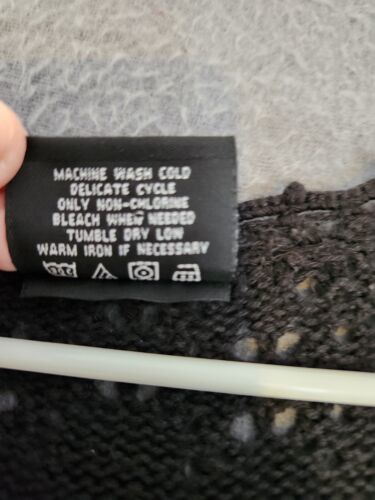 MACHINE WASH COLD
DELICATE CYCLE
ONLY NON-CHLORINE
BLEACH WHEN NEEDED
TUMBLE DRY LOW
WARM IRON IF NECESSARY